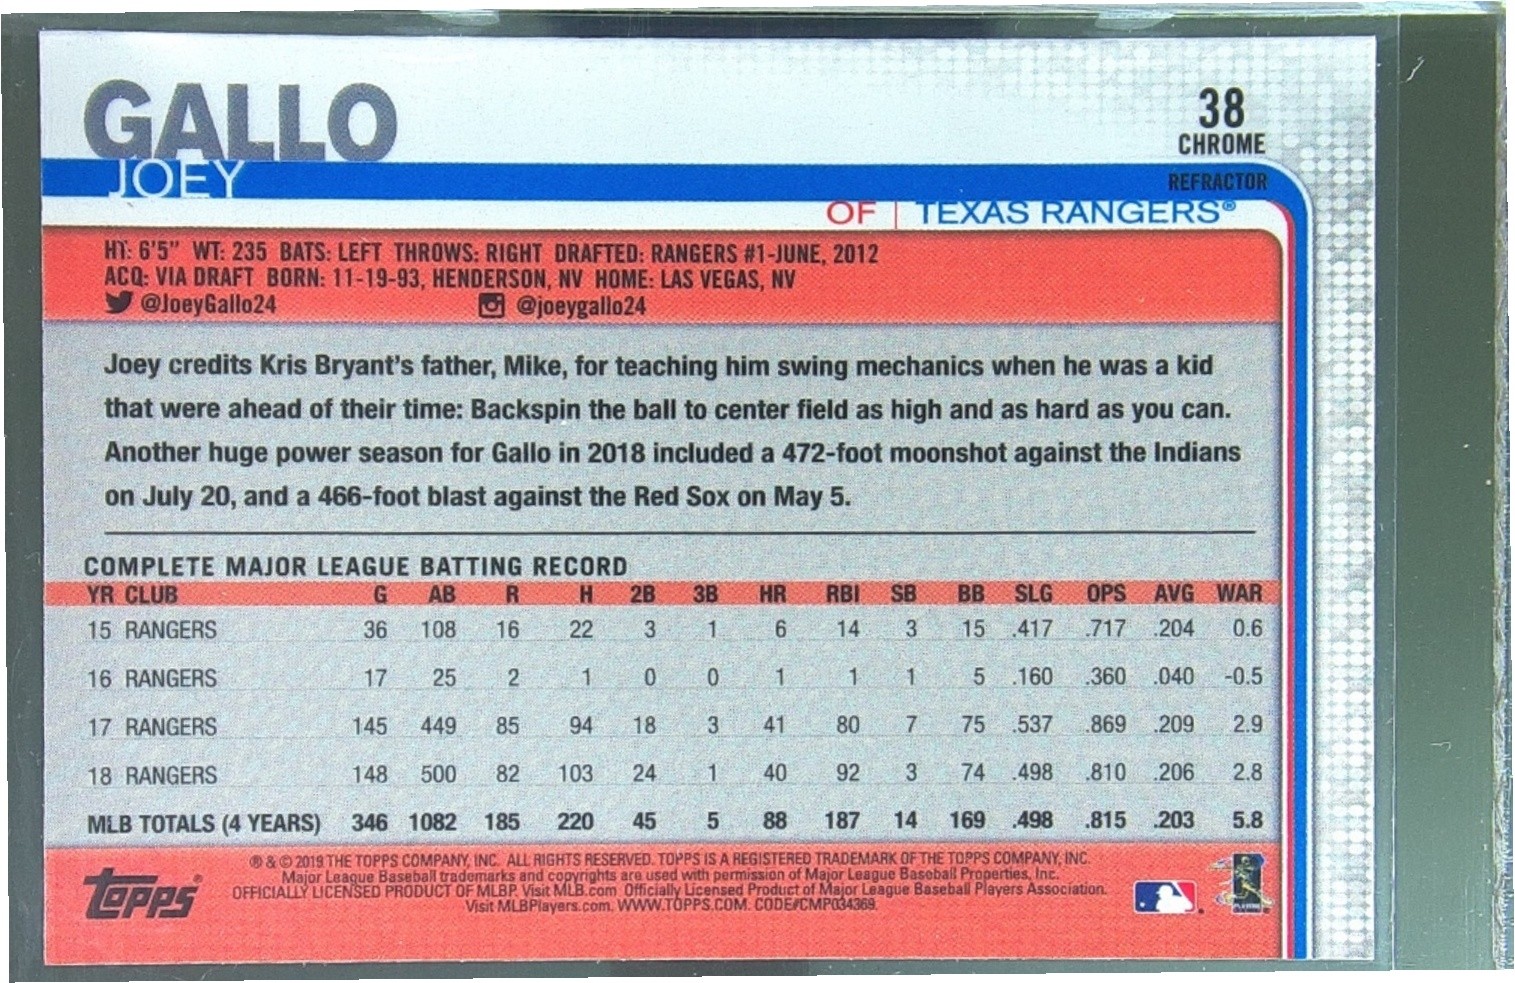 GALLO
JOEY
38
CHROME
REFRACTOR
OF | TEXAS RANGERS®
HT: 6'5" WT: 235 BATS: LEFT THROWS: RIGHT DRAFTED: RANGERS #1-JUNE, 2012
ACQ: VIA DRAFT BORN: 11-19-93, HENDERSON, NV HOME: LAS VEGAS, NV
@JoeyGallo24 @joeygallo24
Joey credits Kris Bryant's father, Mike, for teaching him swing mechanics when he was a kid
that were ahead of their time: Backspin the ball to center field as high and as hard as you can.
Another huge power season for Gallo in 2018 included a 472-foot moonshot against the Indians
on July 20, and a 466-foot blast against the Red Sox on May 5.
COMPLETE MAJOR LEAGUE BATTING RECORD
YR CLUB G AB R H 2B 3B HR RBI SB BB SLG OPS AVG WAR
15 RANGERS 36 108 16 22 3 1 6 14 3 15 .417 .717 .204 0.6
16 RANGERS 17 25 2 1 0 0 1 1 1 5 .160 .360 .040 -0.5
17 RANGERS 145 449 85 94 18 3 41 80 7 75 .537 .869 .209 2.9
18 RANGERS 148 500 82 103 24 1 40 92 3 74 .498 .810 .206 2.8
MLB TOTALS (4 YEARS) 346 1082 185 220 45 5 88 187 14 169 .498 .815 .203 5.8
topps®
® & © 2019 THE TOPPS COMPANY, INC. ALL RIGHTS RESERVED. TOPPS IS A REGISTERED TRADEMARK OF THE TOPPS COMPANY, INC.
Major League Baseball trademarks and copyrights are used with permission of Major League Baseball Properties, Inc.
OFFICIALLY LICENSED PRODUCT OF MLBP. Visit MLB.com Officially Licensed Product of Major League Baseball Players Association.
Visit MLBPlayers.com. WWW.TOPPS.COM. CODE#CMP034369.